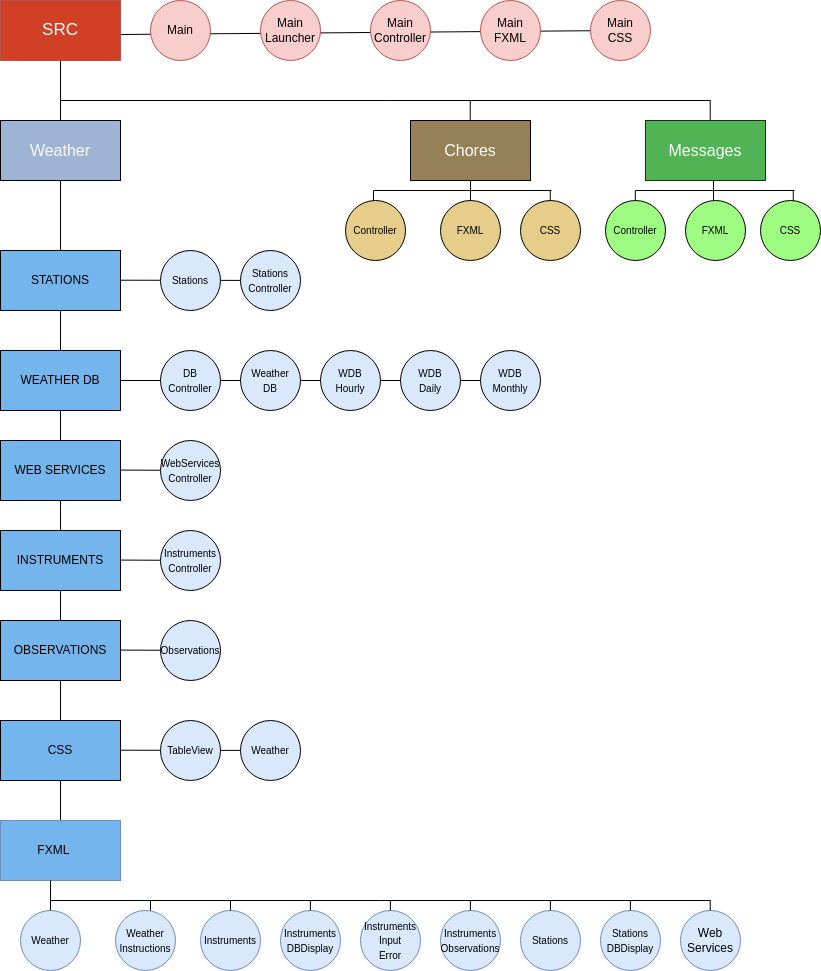 SRC
Main
Main
Launcher
Main
Controller
Main
FXML
Main
CSS
Weather
Chores
Messages
Controller
FXML
CSS
Controller
FXML
CSS
STATIONS
Stations
Stations
Controller
WEATHER DB
DB
Controller
Weather
DB
WDB
Hourly
WDB
Daily
WDB
Monthly
WEB SERVICES
WebServices
Controller
INSTRUMENTS
Instruments
Controller
OBSERVATIONS
Observations
CSS
TableView
Weather
FXML
Weather
Weather
Instructions
Instruments
Instruments
DBDisplay
Instruments
Input
Error
Instruments
Observations
Stations
Stations
DBDisplay
Web
Services